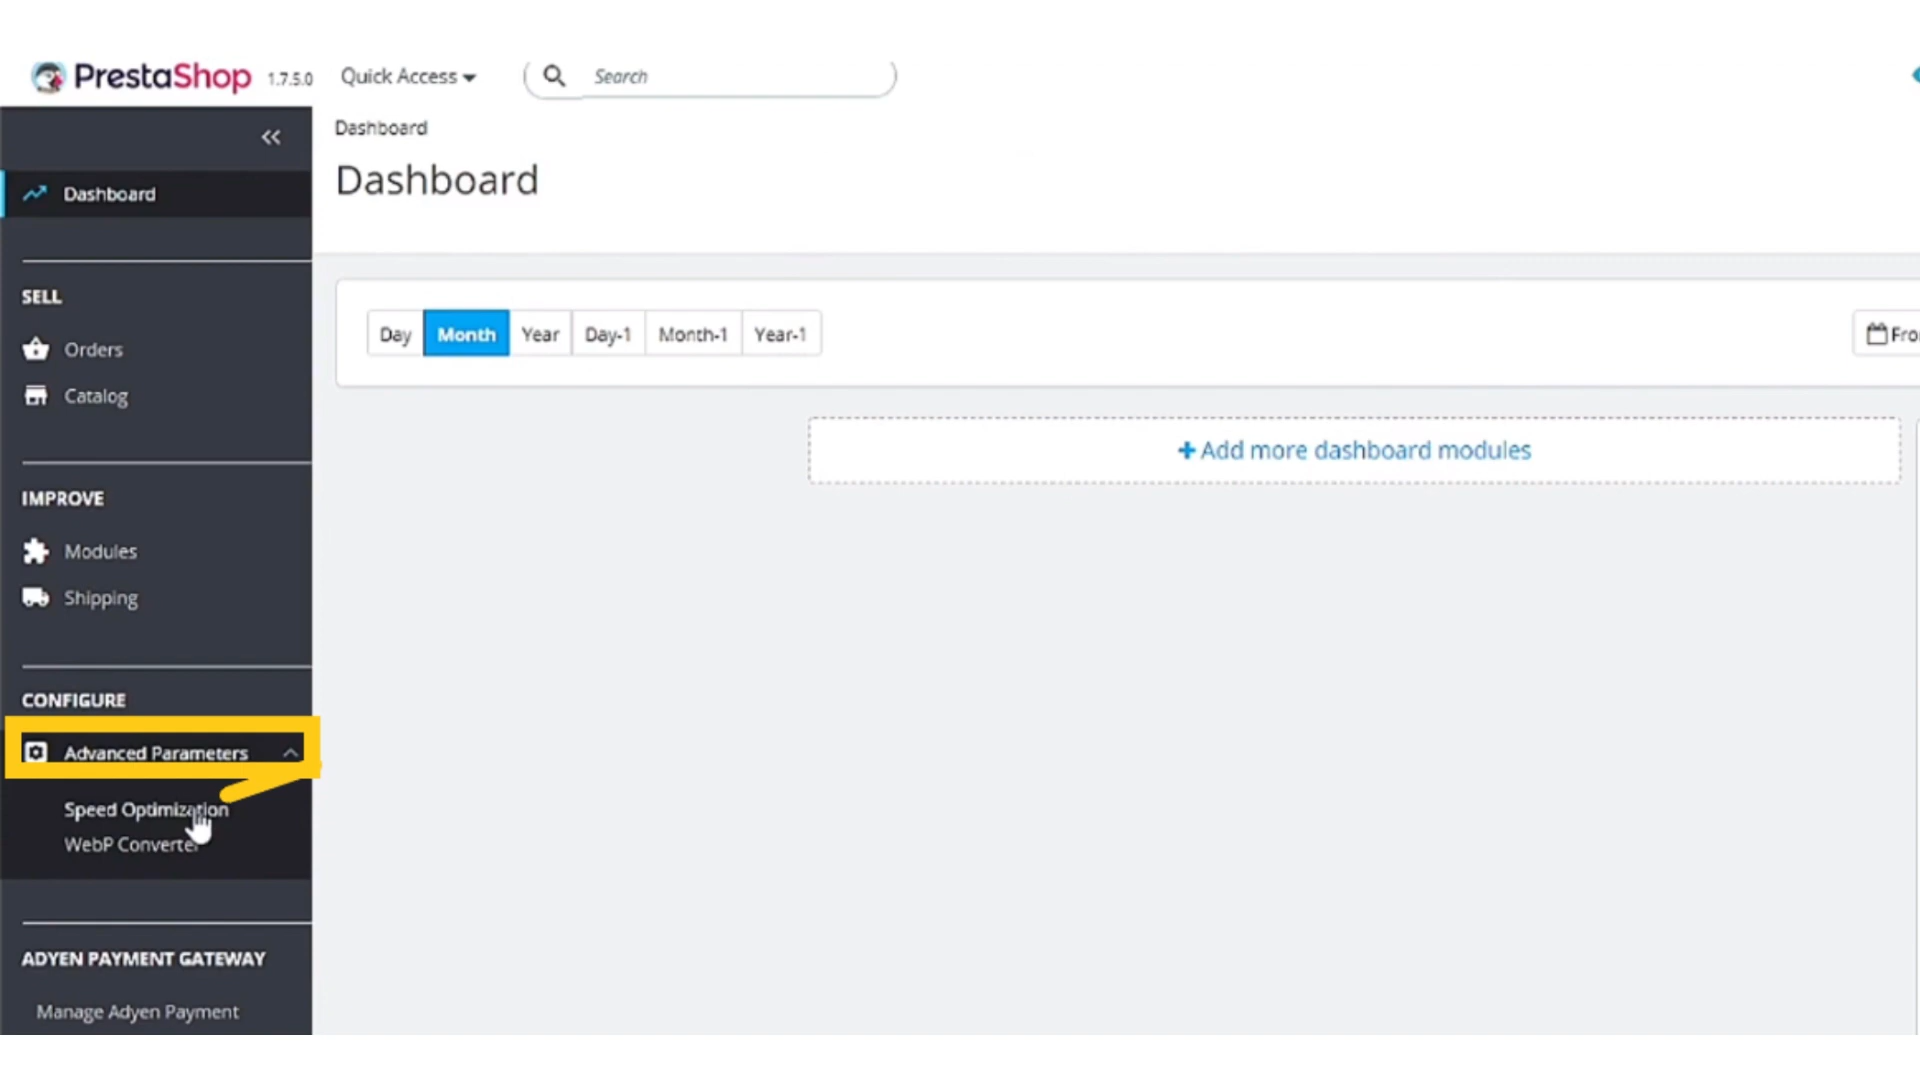 PrestaShop 1.7.5.0 Quick Access Search
Dashboard
Dashboard
Dashboard
SELL
Orders
Catalog
IMPROVE
Modules
Shipping
CONFIGURE
Advanced Parameters
Speed Optimization
WebP Converter
ADYEN PAYMENT GATEWAY
Manage Adyen Payment
Day Month Year Day-1 Month-1 Year-1
Fro
+ Add more dashboard modules